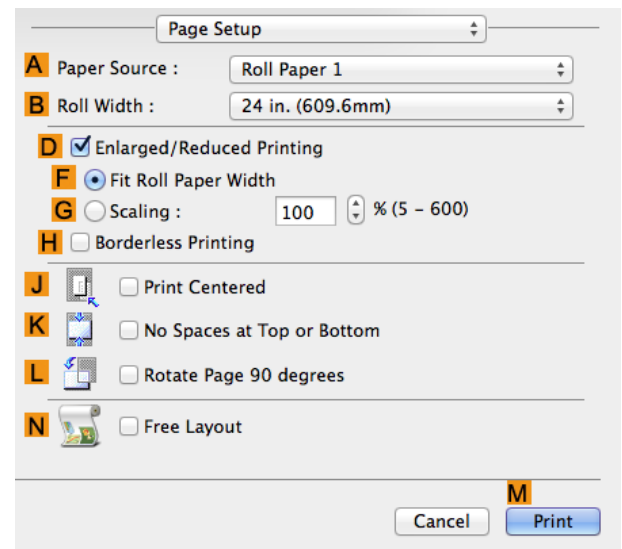 Page Setup
A Paper Source : Roll Paper 1
B Roll Width : 24 in. (609.6mm)
D Enlarged/Reduced Printing
F Fit Roll Paper Width
G Scaling : 100 % (5 – 600)
H Borderless Printing
J Print Centered
K No Spaces at Top or Bottom
L Rotate Page 90 degrees
N Free Layout
M
Cancel Print